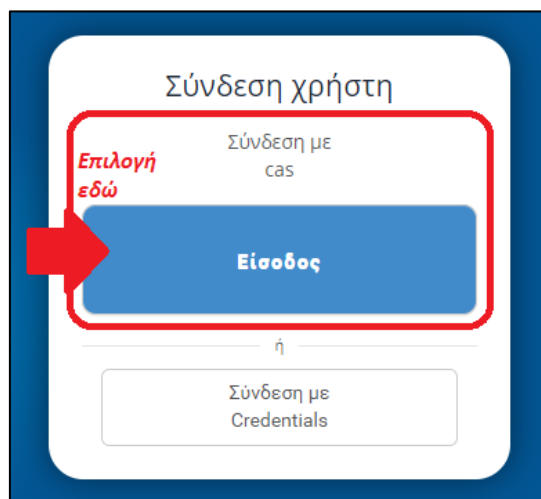 Σύνδεση χρήστη
Σύνδεση με
cas
Επιλογή
εδώ
Είσοδος
ή
Σύνδεση με
Credentials